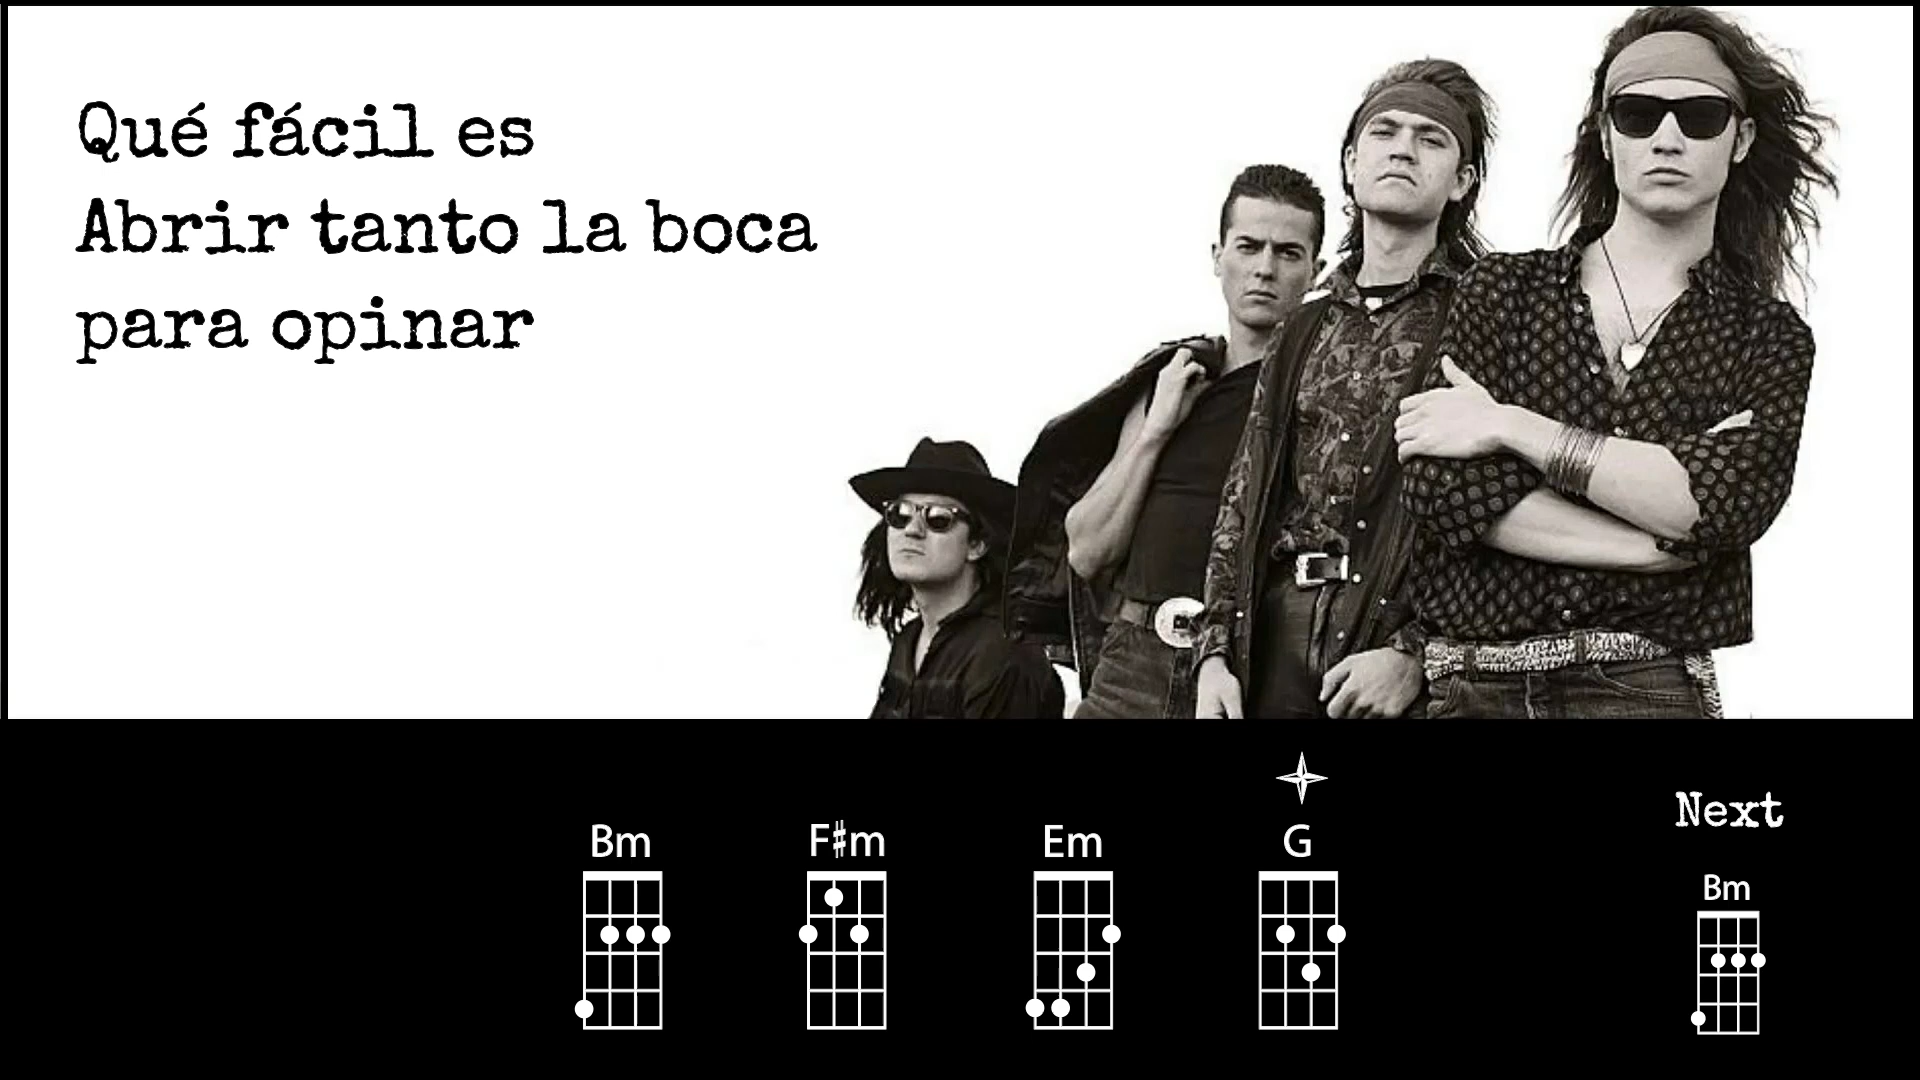 Qué fácil es
Abrir tanto la boca
para opinar
Bm F#m Em G
Next
Bm